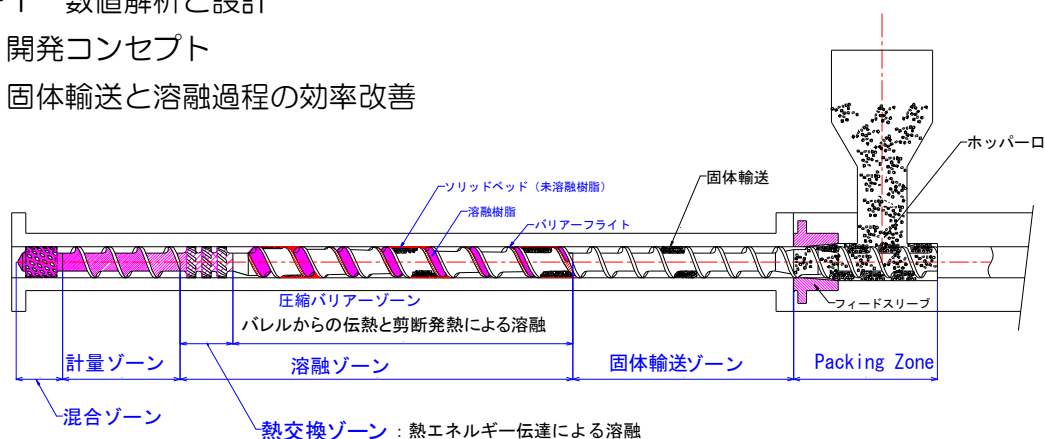 数値解析と設計
開発コンセプト
固体輸送と溶融過程の効率改善
ホッパー口
固体輸送
ソリッドベッド（未溶融樹脂）
溶融樹脂
バリアーフライト
フィードスリーブ
圧縮バリアーゾーン
バレルからの伝熱と剪断発熱による溶融
計量ゾーン
溶融ゾーン
固体輸送ゾーン
Packing Zone
混合ゾーン
熱交換ゾーン：熱エネルギー伝達による溶融